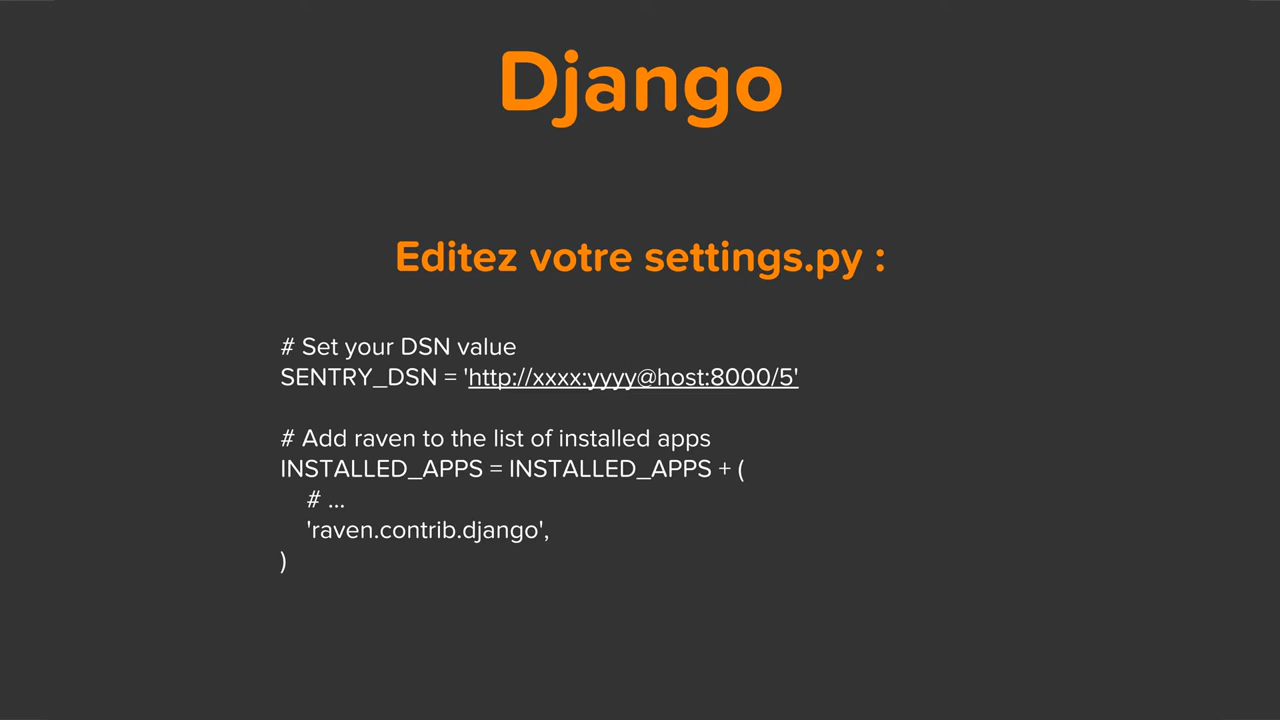 Django
Editez votre settings.py :
# Set your DSN value
SENTRY_DSN = 'http://xxxx:yyyy@host:8000/5'
# Add raven to the list of installed apps
INSTALLED_APPS = INSTALLED_APPS + (
# ...
'raven.contrib.django',
)